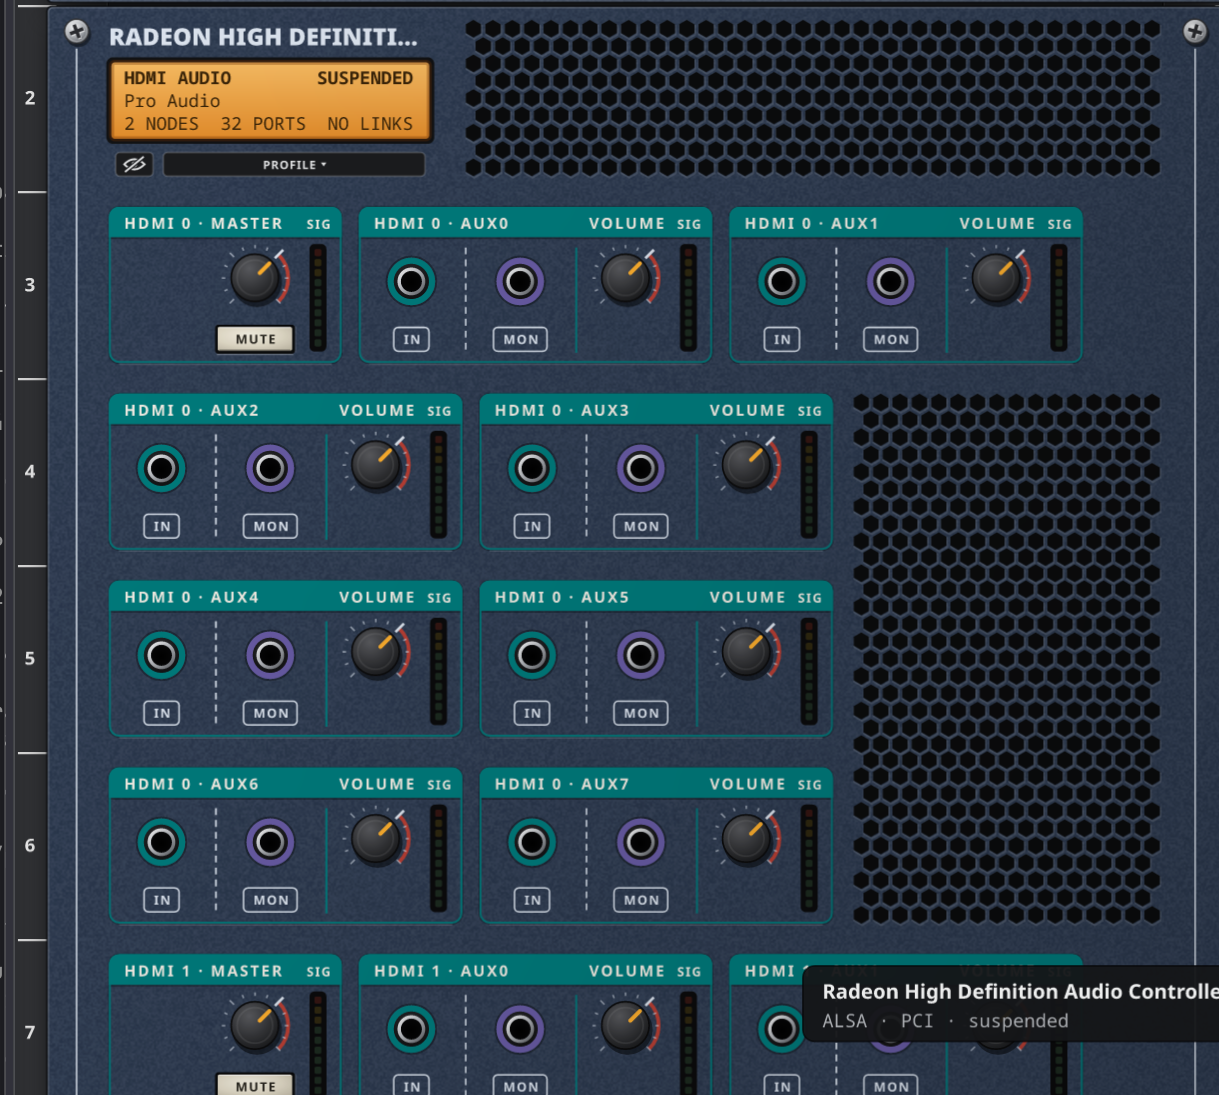 RADEON HIGH DEFINITI...
HDMI AUDIO SUSPENDED
Pro Audio
2 NODES 32 PORTS NO LINKS
PROFILE
2
HDMI 0 · MASTER SIG
HDMI 0 · AUX0 VOLUME SIG
HDMI 0 · AUX1 VOLUME SIG
3
MUTE
IN MON
IN MON
HDMI 0 · AUX2 VOLUME SIG
HDMI 0 · AUX3 VOLUME SIG
4
IN MON
IN MON
HDMI 0 · AUX4 VOLUME SIG
HDMI 0 · AUX5 VOLUME SIG
5
IN MON
IN MON
HDMI 0 · AUX6 VOLUME SIG
HDMI 0 · AUX7 VOLUME SIG
6
IN MON
IN MON
HDMI 1 · MASTER SIG
HDMI 1 · AUX0 VOLUME SIG
HDMI
Radeon High Definition Audio Controlle
ALSA · PCI · suspended
7
MUTE
IN MON
IN MON